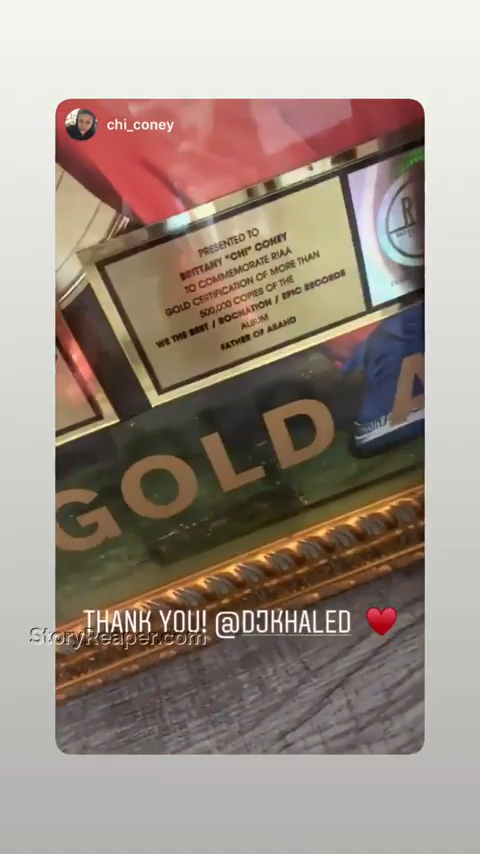 chi_coney
PRESENTED TO
BRITTANY "CHI" CONEY
TO COMMEMORATE RIAA
GOLD CERTIFICATION OF MORE THAN
500,000 COPIES OF THE
WE THE BEST / ROCNATION / EPIC RECORDS
ALBUM
FATHER OF ASAHD
R
GOLD A
THANK YOU! @DJKHALED ❤️
StoryReaper.com